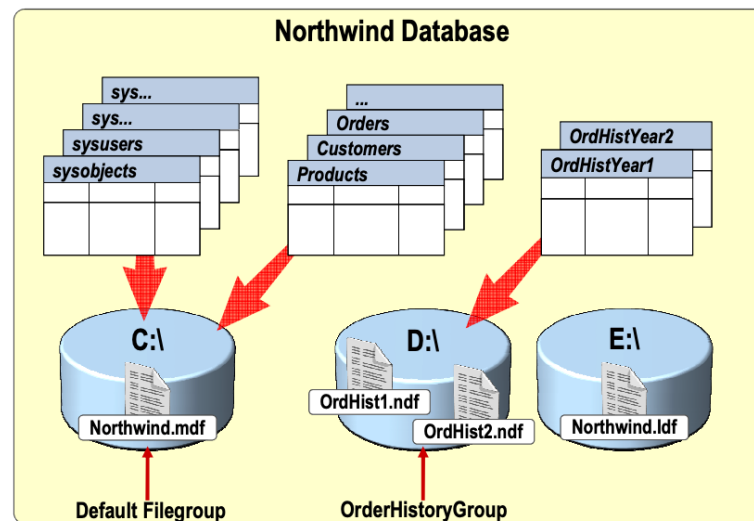 Northwind Database
sys...
sys...
sysusers
sysobjects
...
Orders
Customers
Products
OrdHistYear2
OrdHistYear1
C:\
Northwind.mdf
D:\
OrdHist1.ndf
OrdHist2.ndf
E:\
Northwind.ldf
Default Filegroup
OrderHistoryGroup